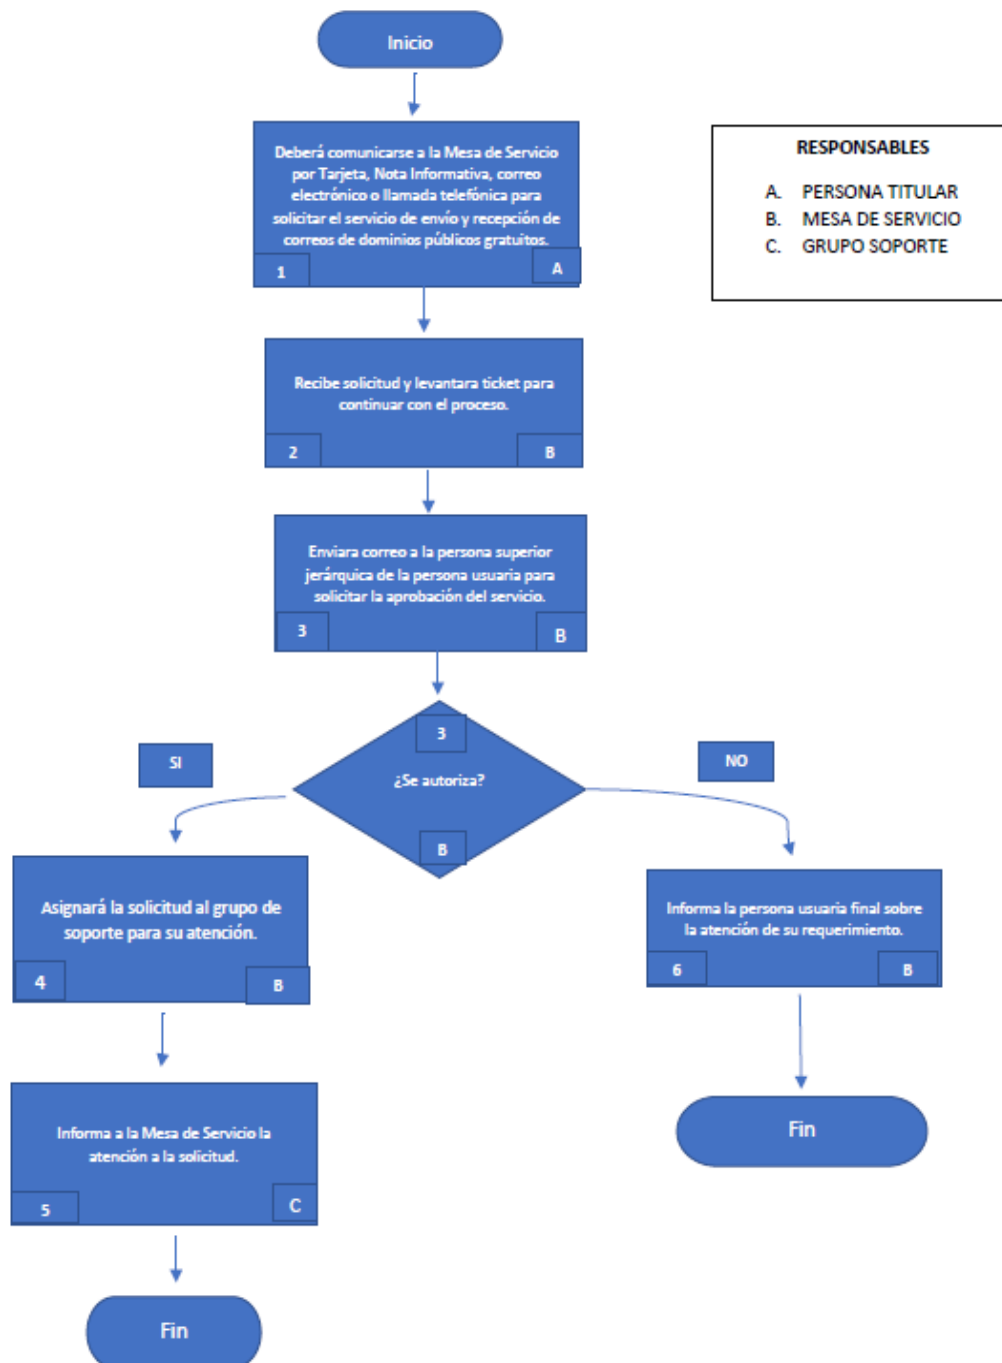 Inicio
Deberá comunicarse a la Mesa de Servicio
por Tarjeta, Nota Informativa, correo
electrónico o llamada telefónica para
solicitar el servicio de envío y recepción de
correos de dominios públicos gratuitos.
1
A
RESPONSABLES
A. PERSONA TITULAR
B. MESA DE SERVICIO
C. GRUPO SOPORTE
Recibe solicitud y levantara ticket para
continuar con el proceso.
2
B
Enviara correo a la persona superior
jerárquica de la persona usuaria para
solicitar la aprobación del servicio.
3
B
3
¿Se autoriza?
B
SI
NO
Asignará la solicitud al grupo de
soporte para su atención.
4
B
Informa la persona usuaria final sobre
la atención de su requerimiento.
6
B
Informa a la Mesa de Servicio la
atención a la solicitud.
5
C
Fin
Fin